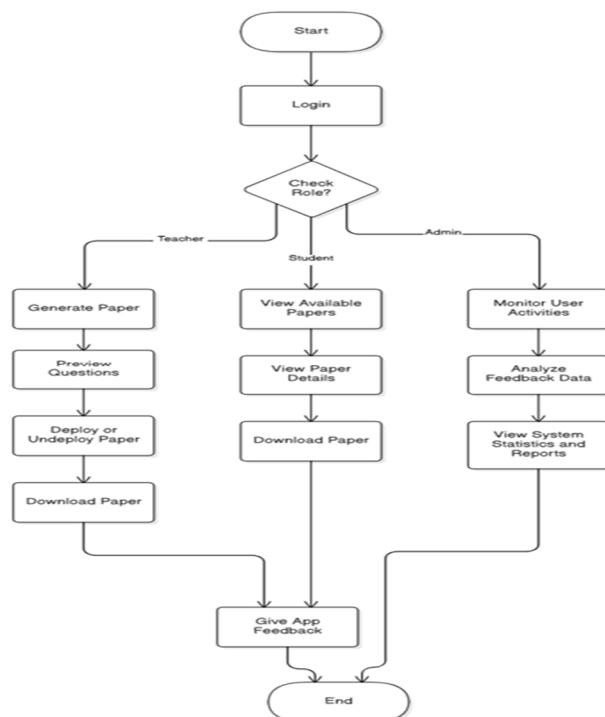 Start
Login
Check
Role?
Teacher
Student
Admin
Generate Paper
View Available
Papers
Monitor User
Activities
Preview
Questions
View Paper
Details
Analyze
Feedback Data
Deploy or
Undeploy Paper
Download Paper
View System
Statistics and
Reports
Download Paper
Give App
Feedback
End